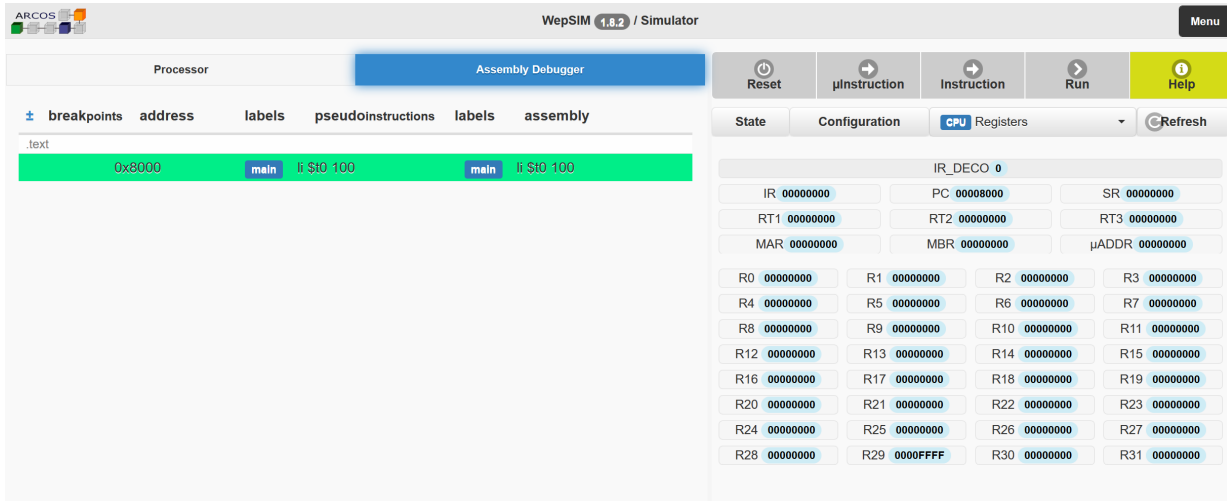 ARCOS
WepSIM 1.8.2 / Simulator
Menu
Processor
Assembly Debugger
Reset
µInstruction
Instruction
Run
Help
± breakpoints address labels pseudoinstructions labels assembly
.text
0x8000 main li $t0 100 main li $t0 100
State Configuration CPU Registers Refresh
IR_DECO 0
IR 00000000 PC 00008000 SR 00000000
RT1 00000000 RT2 00000000 RT3 00000000
MAR 00000000 MBR 00000000 µADDR 00000000
R0 00000000 R1 00000000 R2 00000000 R3 00000000
R4 00000000 R5 00000000 R6 00000000 R7 00000000
R8 00000000 R9 00000000 R10 00000000 R11 00000000
R12 00000000 R13 00000000 R14 00000000 R15 00000000
R16 00000000 R17 00000000 R18 00000000 R19 00000000
R20 00000000 R21 00000000 R22 00000000 R23 00000000
R24 00000000 R25 00000000 R26 00000000 R27 00000000
R28 00000000 R29 0000FFFF R30 00000000 R31 00000000